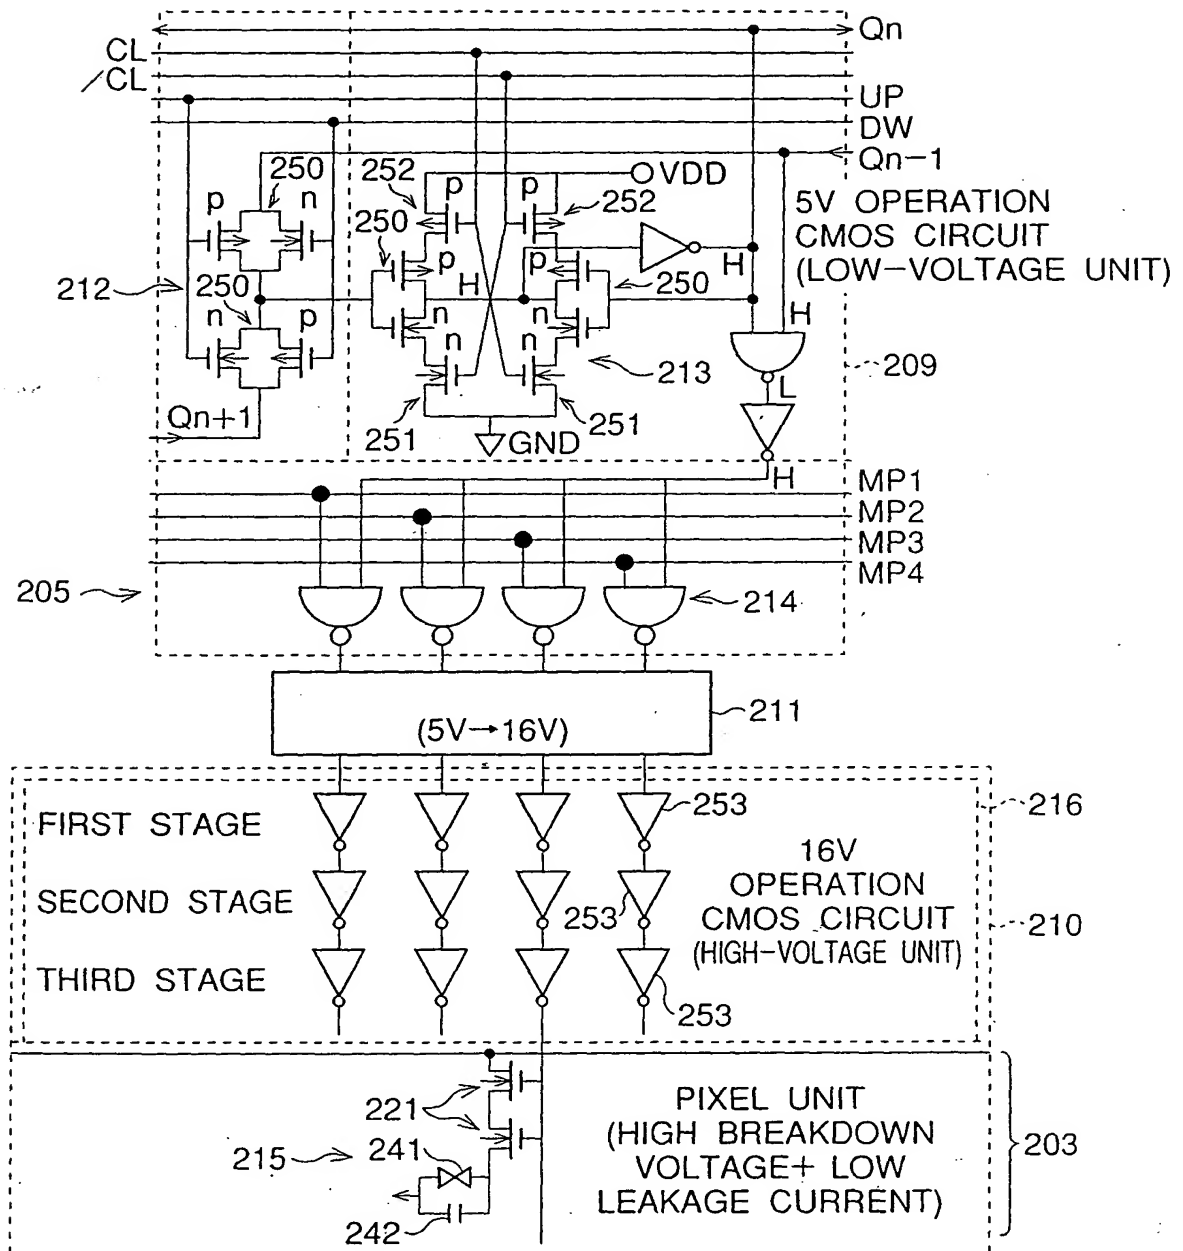 Qn
CL
/CL
UP
DW
Qn-1
250
252
p
VDD
p
252
p
n
250
5V OPERATION
CMOS CIRCUIT
(LOW-VOLTAGE UNIT)
212
250
p
H
p
H
250
n
p
n
n
H
n
n
213
209
L
Qn+1
251
GND
251
H
MP1
MP2
MP3
MP4
205
214
(5V→16V)
211
FIRST STAGE
253
216
16V
OPERATION
CMOS CIRCUIT
(HIGH-VOLTAGE UNIT)
SECOND STAGE
253
210
THIRD STAGE
253
221
PIXEL UNIT
(HIGH BREAKDOWN
VOLTAGE+ LOW
LEAKAGE CURRENT)
203
215
241
242